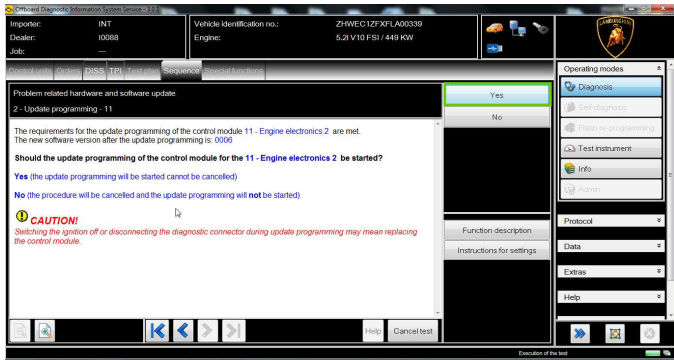 Offboard Diagnostic Information System Service - 3.0.3
Importer: INT
Dealer: I0088
Job: ---
Vehicle identification no.: ZHWEC1ZFXFLA00339
Engine: 5.2l V10 FSI / 449 KW
LAMBORGHINI
Control units Orders DISS TPI Test plan Sequence Special functions
Operating modes
Problem related hardware and software update
2 - Update programming - 11
Yes
No
Diagnosis
Self-diagnosis
Flash re-programming
Test instrument
Info
Admin
The requirements for the update programming of the control module 11 - Engine electronics 2 are met.
The new software version after the update programming is: 0006
Should the update programming of the control module for the 11 - Engine electronics 2 be started?
Yes (the update programming will be started cannot be cancelled)
No (the procedure will be cancelled and the update programming will not be started)
CAUTION!
Switching the ignition off or disconnecting the diagnostic connector during update programming may mean replacing
the control module.
Function description
Instructions for settings
Protocol
Data
Extras
Help
Help
Cancel test
Execution of the test